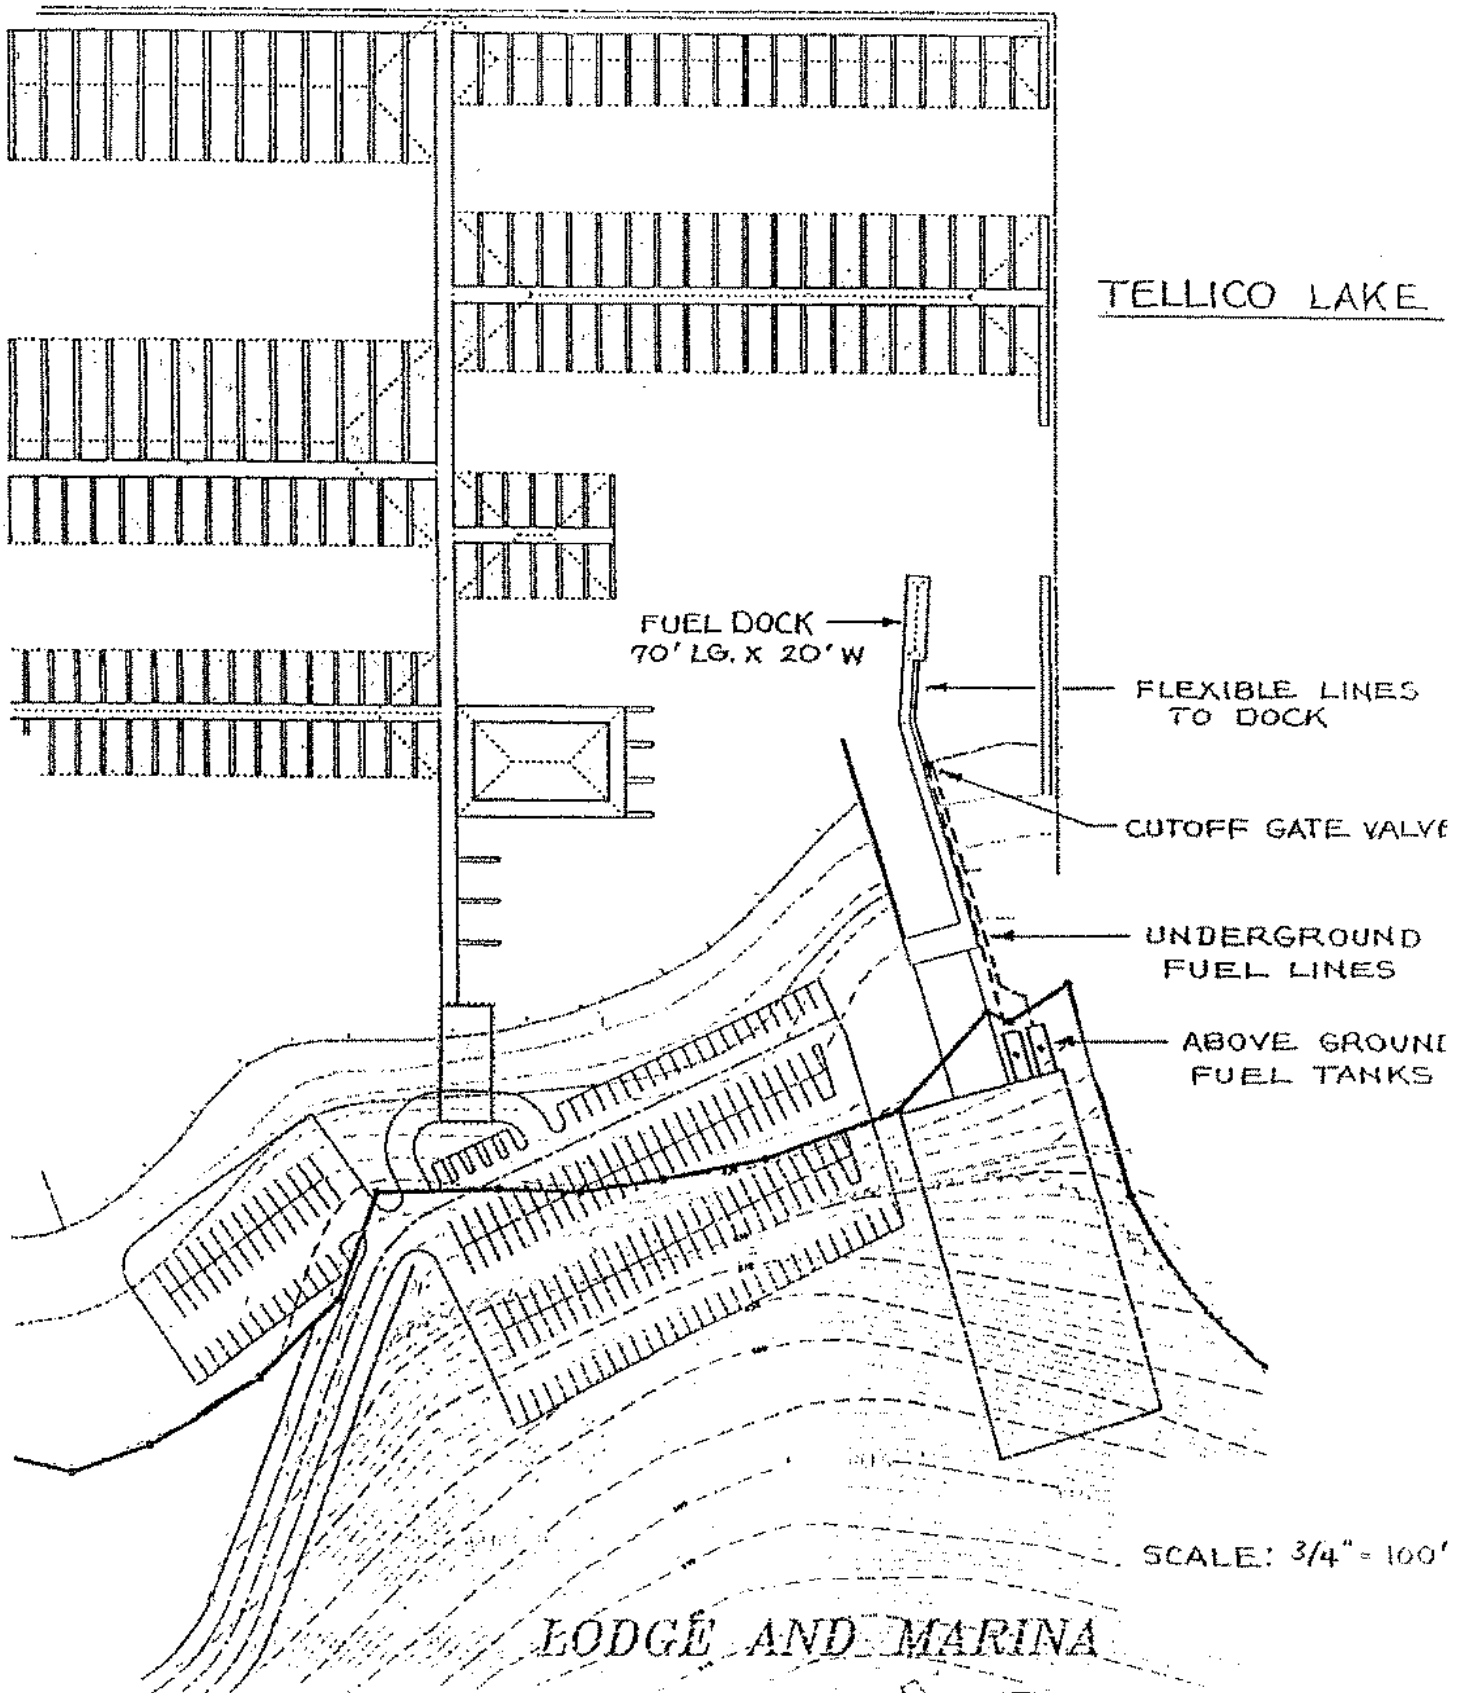 TELLICO LAKE
FUEL DOCK
70' LG. X 20' W
FLEXIBLE LINES
TO DOCK
CUTOFF GATE VALVE
UNDERGROUND
FUEL LINES
ABOVE GROUND
FUEL TANKS
SCALE: 3/4" = 100'
LODGE AND MARINA